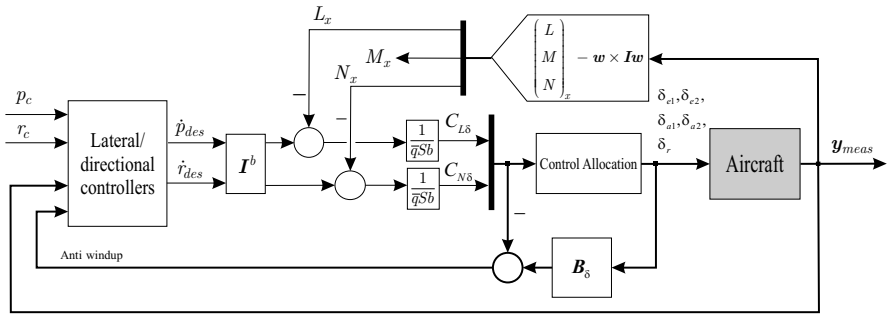 L_x
M_x
N_x
−
−
( L M N )_x − w × Iw
p_c
r_c
Lateral/
directional
controllers
ṗ_des
ṙ_des
I^b
1/q̄Sb
C_Lδ
1/q̄Sb
C_Nδ
Control Allocation
δ_e1,δ_e2,
δ_a1,δ_a2,
δ_r
Aircraft
y_meas
−
Anti windup
B_δ